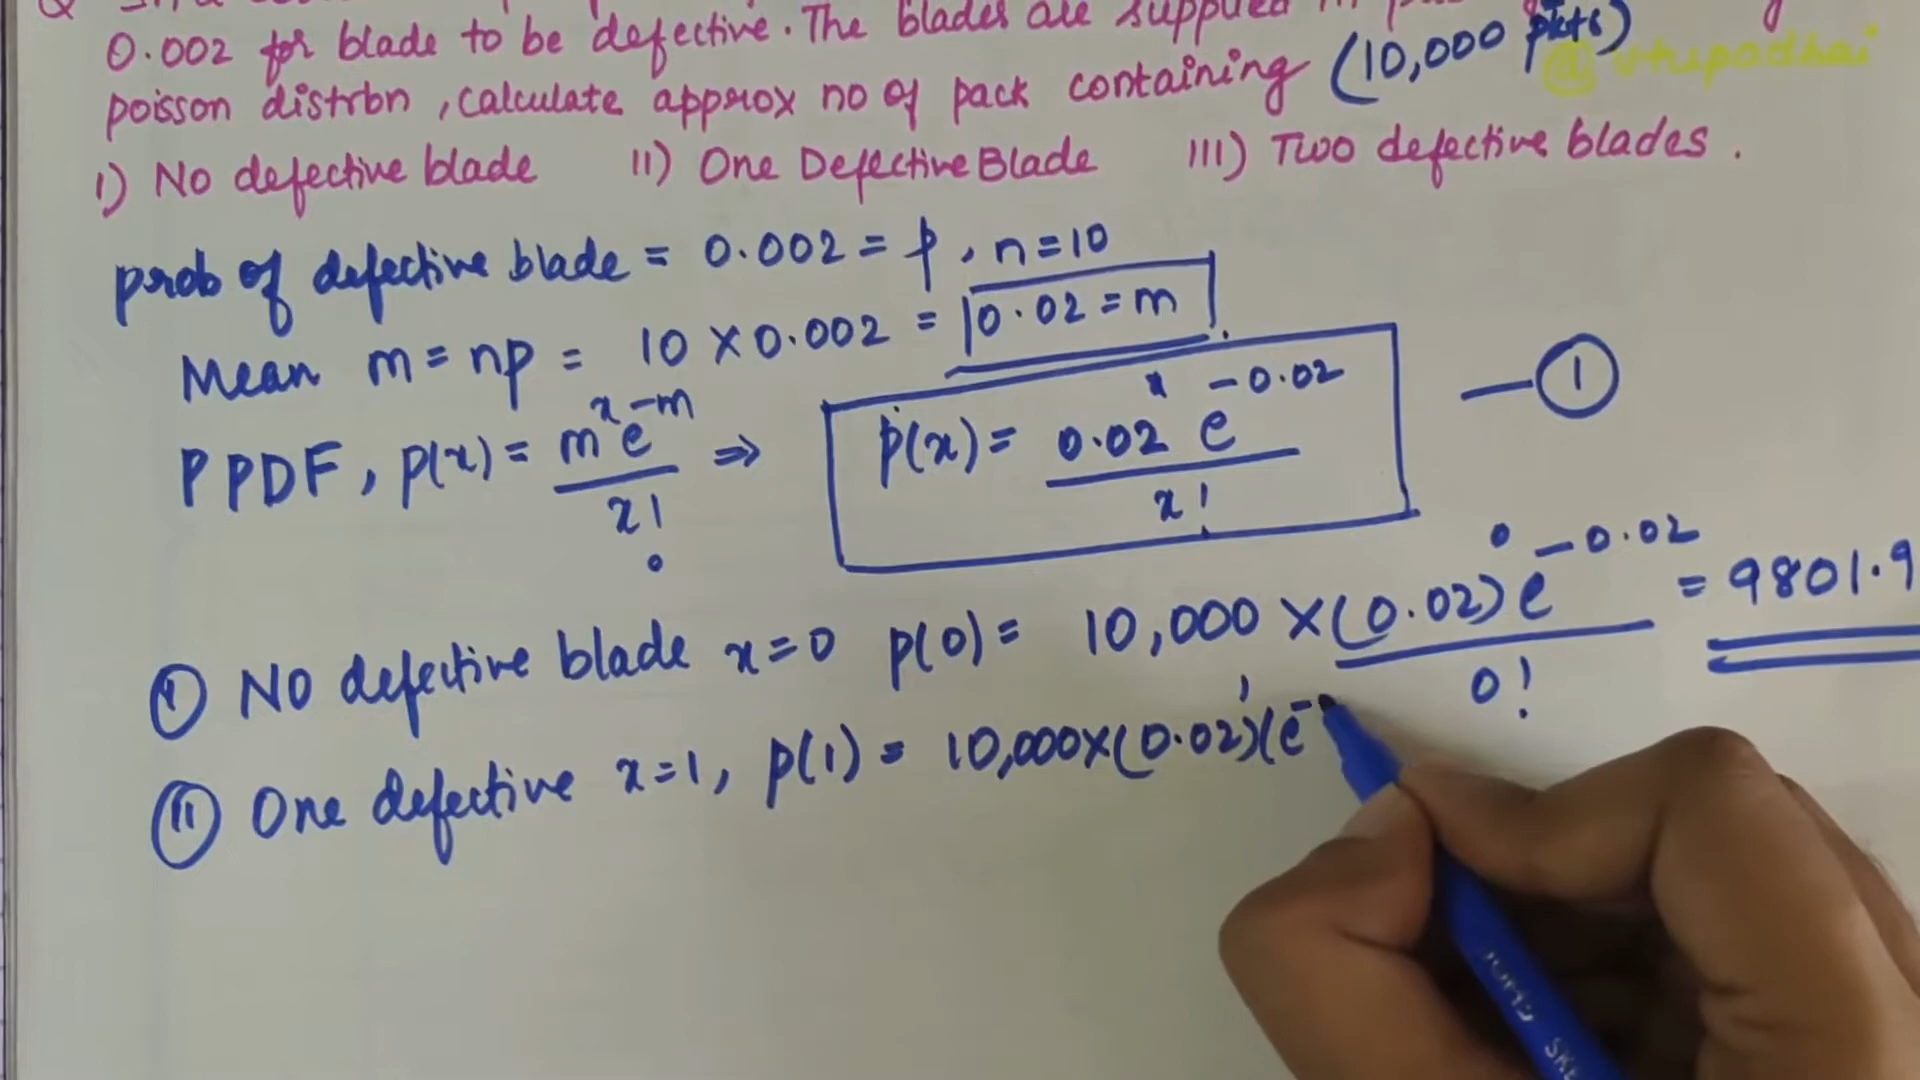 0.002 for blade to be defective. The blades are supplied in
poisson distrbn, calculate approx no of pack containing (10,000 pkts)
@vtupodhai
I) No defective blade II) One Defective Blade III) Two defective blades.
prob of defective blade = 0.002 = p, n=10
Mean m = np = 10 × 0.002 = 0.02 = m
PPDF, p(x) = m^x e^-m / x! ⇒ p(x) = 0.02^x e^-0.02 / x! — 1
I No defective blade x=0 p(0) = 10,000 × (0.02)^0 e^-0.02 / 0! = 9801.9
II One defective x=1, p(1) = 10,000×(0.02)^1 (e^-
PENTO